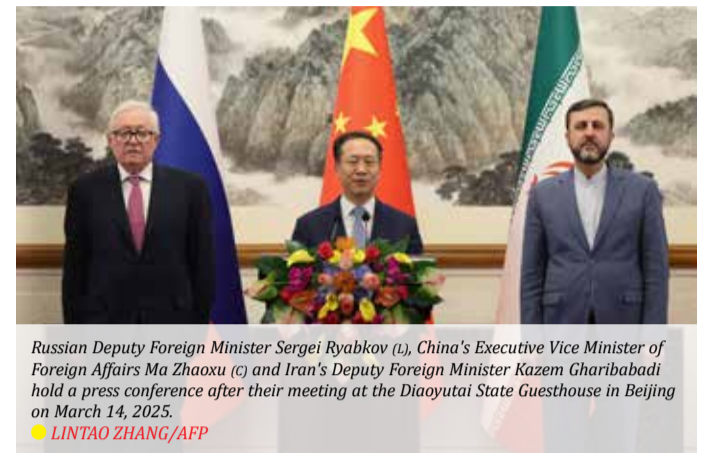 Russian Deputy Foreign Minister Sergei Ryabkov (L), China's Executive Vice Minister of
Foreign Affairs Ma Zhaoxu (C) and Iran's Deputy Foreign Minister Kazem Gharibabadi
hold a press conference after their meeting at the Diaoyutai State Guesthouse in Beijing
on March 14, 2025.
LINTAO ZHANG/AFP